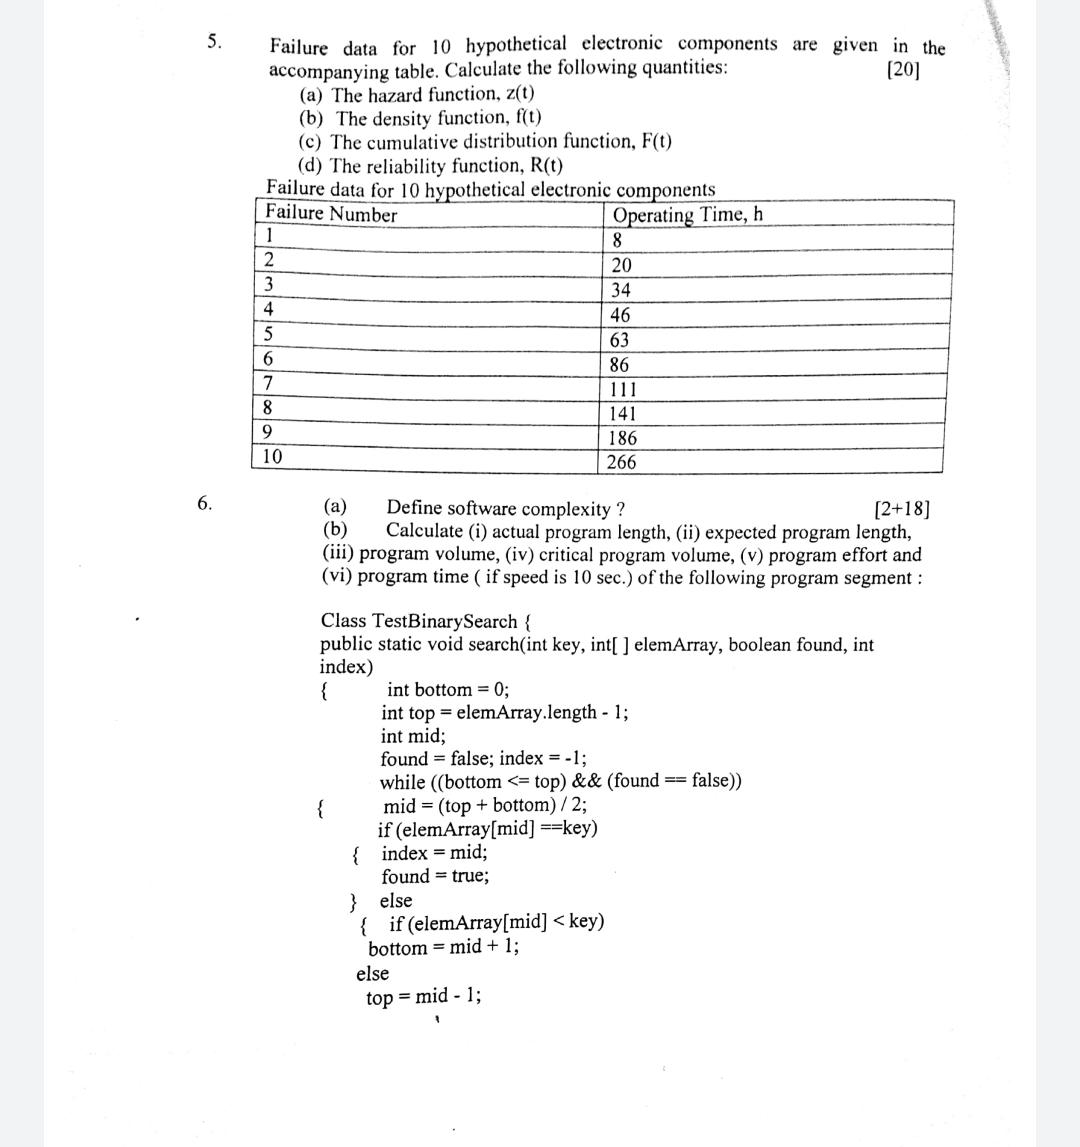 5. Failure data for 10 hypothetical electronic components are given in the
accompanying table. Calculate the following quantities: [20]
(a) The hazard function, z(t)
(b) The density function, f(t)
(c) The cumulative distribution function, F(t)
(d) The reliability function, R(t)
Failure data for 10 hypothetical electronic components
Failure Number Operating Time, h
1 8
2 20
3 34
4 46
5 63
6 86
7 111
8 141
9 186
10 266
6. (a) Define software complexity ? [2+18]
(b) Calculate (i) actual program length, (ii) expected program length,
(iii) program volume, (iv) critical program volume, (v) program effort and
(vi) program time ( if speed is 10 sec.) of the following program segment :
Class TestBinarySearch {
public static void search(int key, int[ ] elemArray, boolean found, int
index)
{ int bottom = 0;
int top = elemArray.length - 1;
int mid;
found = false; index = -1;
while ((bottom <= top) && (found == false))
{ mid = (top + bottom) / 2;
if (elemArray[mid] ==key)
{ index = mid;
found = true;
} else
{ if (elemArray[mid] < key)
bottom = mid + 1;
else
top = mid - 1;